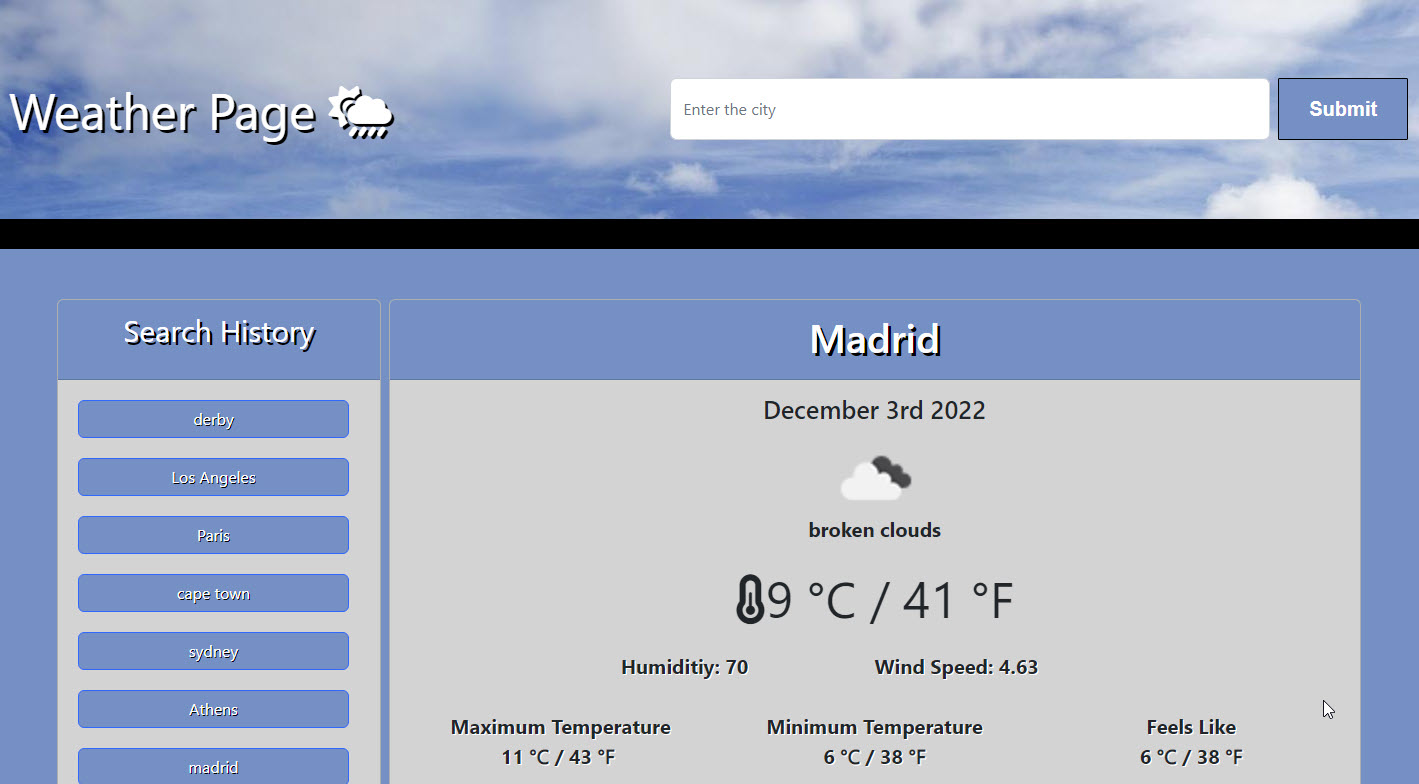 Weather Page
Enter the city
Submit
Search History
derby
Los Angeles
Paris
cape town
sydney
Athens
madrid
Madrid
December 3rd 2022
broken clouds
9 °C / 41 °F
Humiditiy: 70 Wind Speed: 4.63
Maximum Temperature Minimum Temperature Feels Like
11 °C / 43 °F 6 °C / 38 °F 6 °C / 38 °F